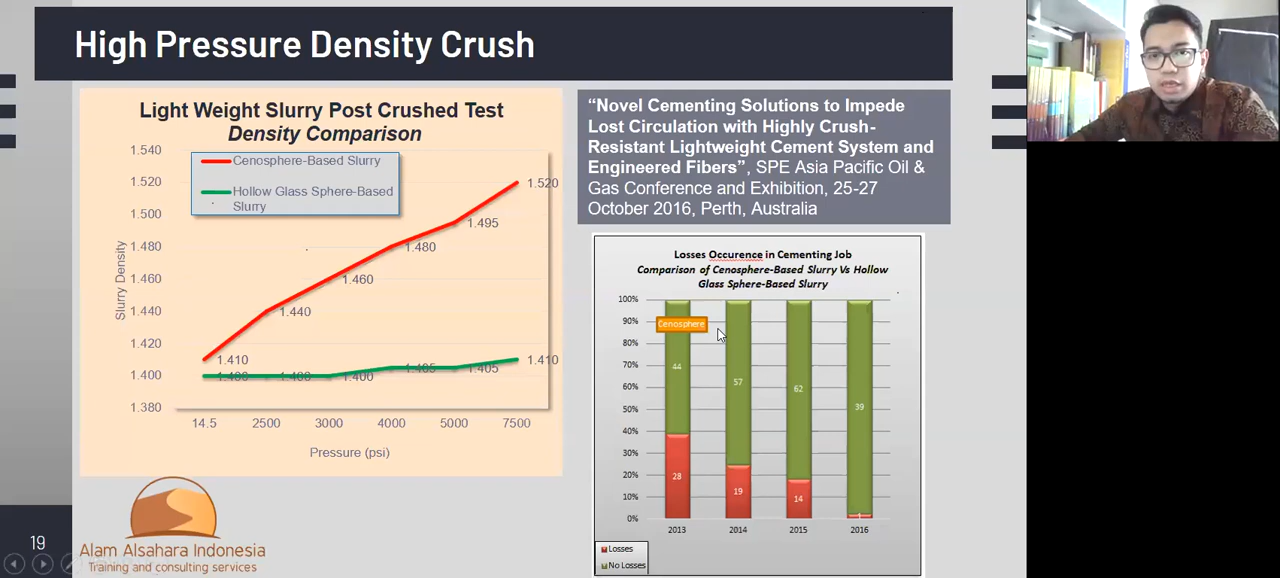 High Pressure Density Crush
Light Weight Slurry Post Crushed Test
Density Comparison
Cenosphere-Based Slurry
Hollow Glass Sphere-Based
Slurry
Slurry Density
1.540
1.520
1.500
1.480
1.460
1.440
1.420
1.400
1.380
1.410
1.440
1.460
1.480
1.495
1.520
1.400
1.400
1.400
1.405
1.405
1.410
14.5 2500 3000 4000 5000 7500
Pressure (psi)
“Novel Cementing Solutions to Impede
Lost Circulation with Highly Crush-
Resistant Lightweight Cement System and
Engineered Fibers”, SPE Asia Pacific Oil &
Gas Conference and Exhibition, 25-27
October 2016, Perth, Australia
Losses Occurence in Cementing Job
Comparison of Cenosphere-Based Slurry Vs Hollow
Glass Sphere-Based Slurry
100%
90%
80%
70%
60%
50%
40%
30%
20%
10%
0%
Cenosphere
44 57 62 39
28 19 14 1
2013 2014 2015 2016
Losses
No Losses
19
Alam Alsahara Indonesia
Training and consulting services